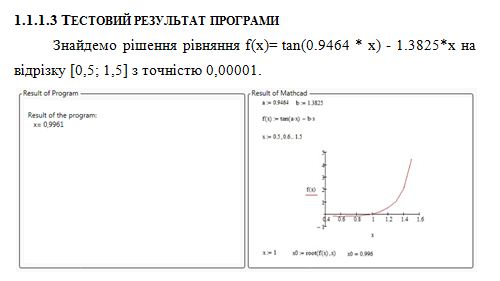 1.1.1.3 ТЕСТОВИЙ РЕЗУЛЬТАТ ПРОГРАМИ
Знайдемо рішення рівняння f(x)= tan(0.9464 * x) - 1.3825*x на
відрізку [0,5; 1,5] з точністю 0,00001.
Result of Program
Result of the program:
x= 0,9961
Result of Mathcad
a := 0.9464 b := 1.3825
f(x) := tan(a·x) − b·x
x := 0.5, 0.6.. 1.5
f(x)
0.4 0.6 0.8 1 1.2 1.4 1.6
x
x := 1 x0 := root(f(x), x) x0 = 0.996